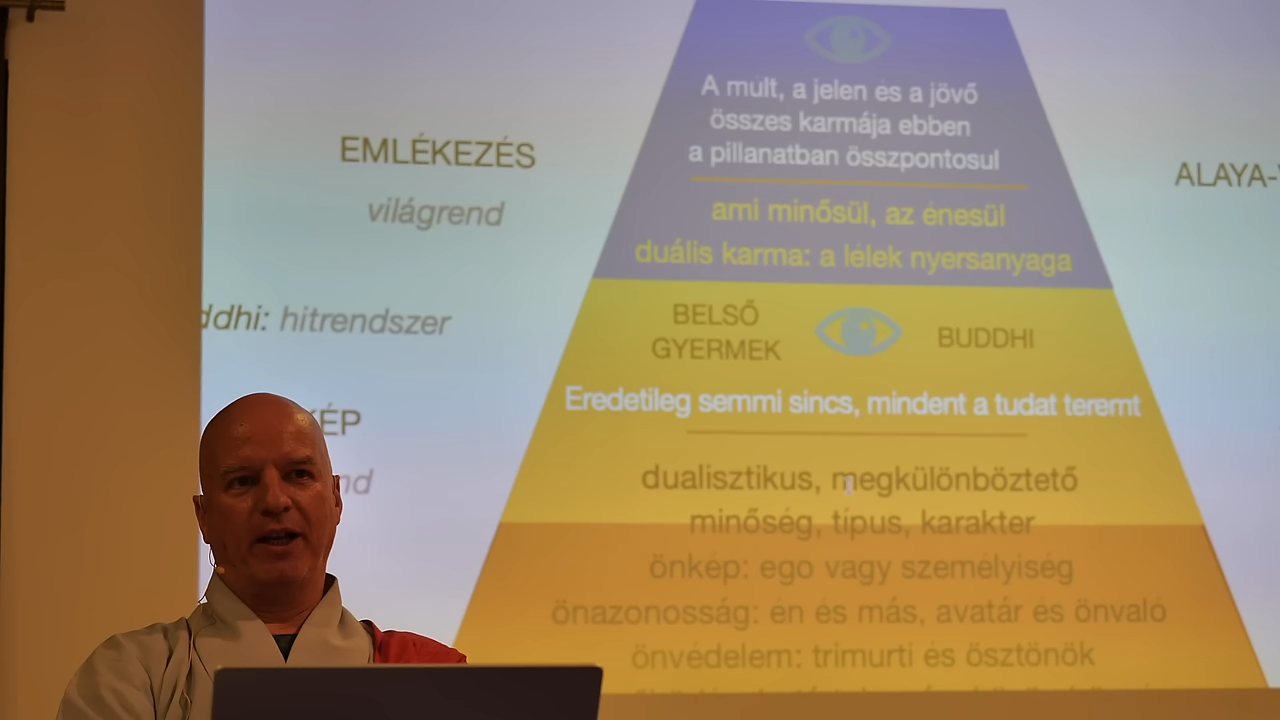 EMLÉKEZÉS
világrend
ddhi: hitrendszer
KÉP
nd
A mult, a jelen és a jövő
összes karmája ebben
a pillanatban összpontosul
ami minősül, az énesül
duális karma: a lélek nyersanyaga
BELSŐ
GYERMEK
BUDDHI
Eredetileg semmi sincs, mindent a tudat teremt
dualisztikus, megkülönböztető
minőség, típus, karakter
önkép: ego vagy személyiség
önazonosság: én és más, avatár és önvaló
önvédelem: trimurti és ösztönök
ALAYA-